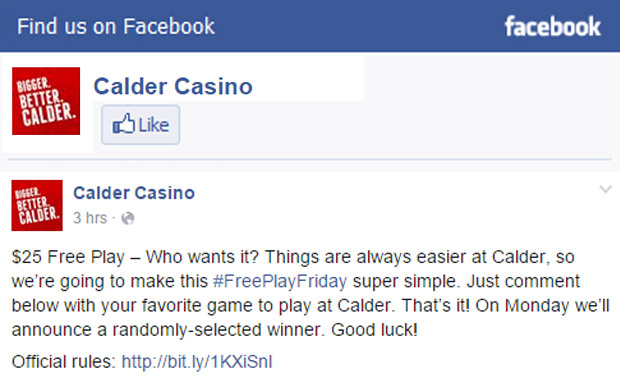 Find us on Facebook
facebook
BIGGER.
BETTER.
CALDER.
Calder Casino
Like
BIGGER.
BETTER.
CALDER.
Calder Casino
3 hrs ·
$25 Free Play – Who wants it? Things are always easier at Calder, so
we're going to make this #FreePlayFriday super simple. Just comment
below with your favorite game to play at Calder. That's it! On Monday we'll
announce a randomly-selected winner. Good luck!
Official rules: http://bit.ly/1KXiSnI